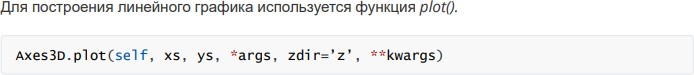 Для построения линейного графика используется функция plot().
Axes3D.plot(self, xs, ys, *args, zdir=’z’, **kwargs)